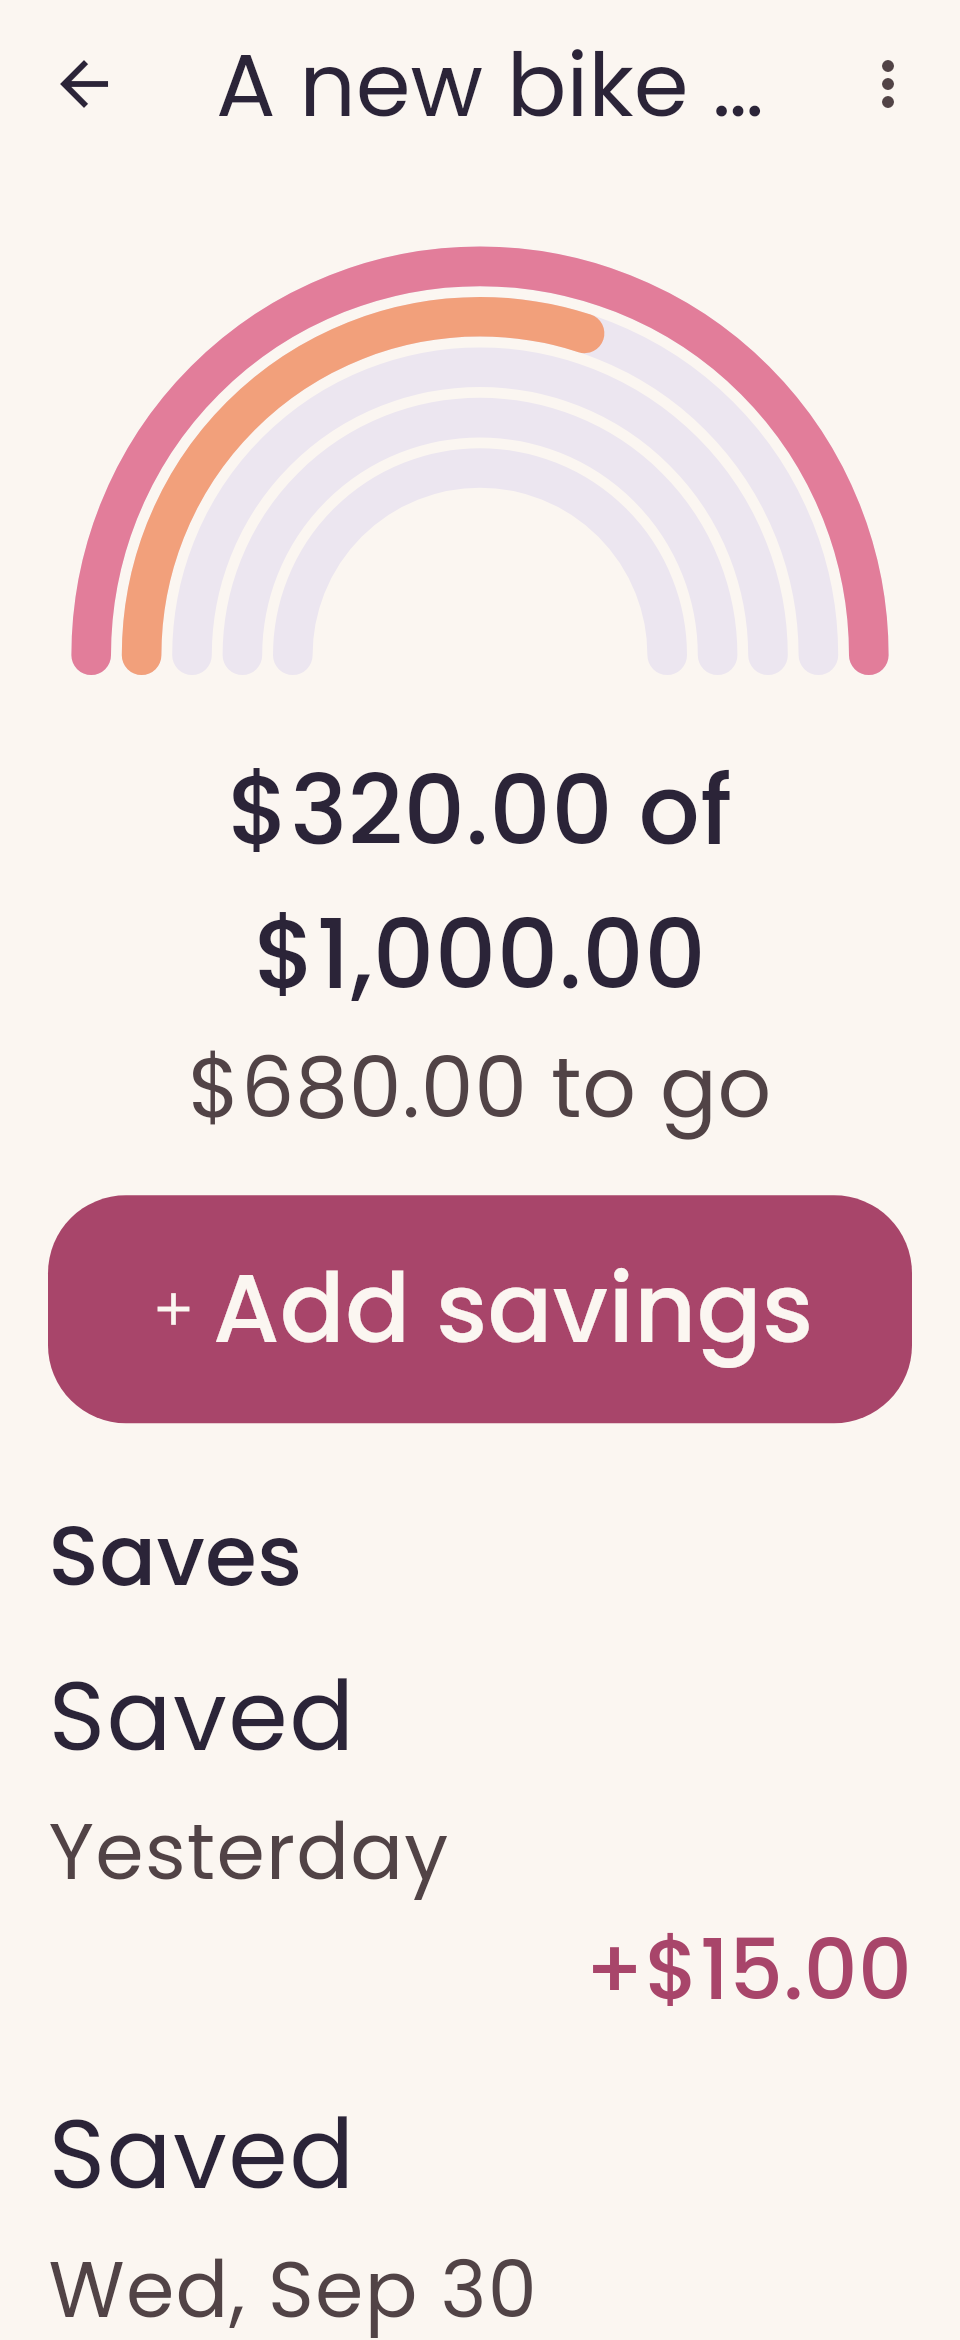 A new bike ...
$320.00 of
$1,000.00
$680.00 to go
+ Add savings
Saves
Saved
Yesterday
+$15.00
Saved
Wed, Sep 30